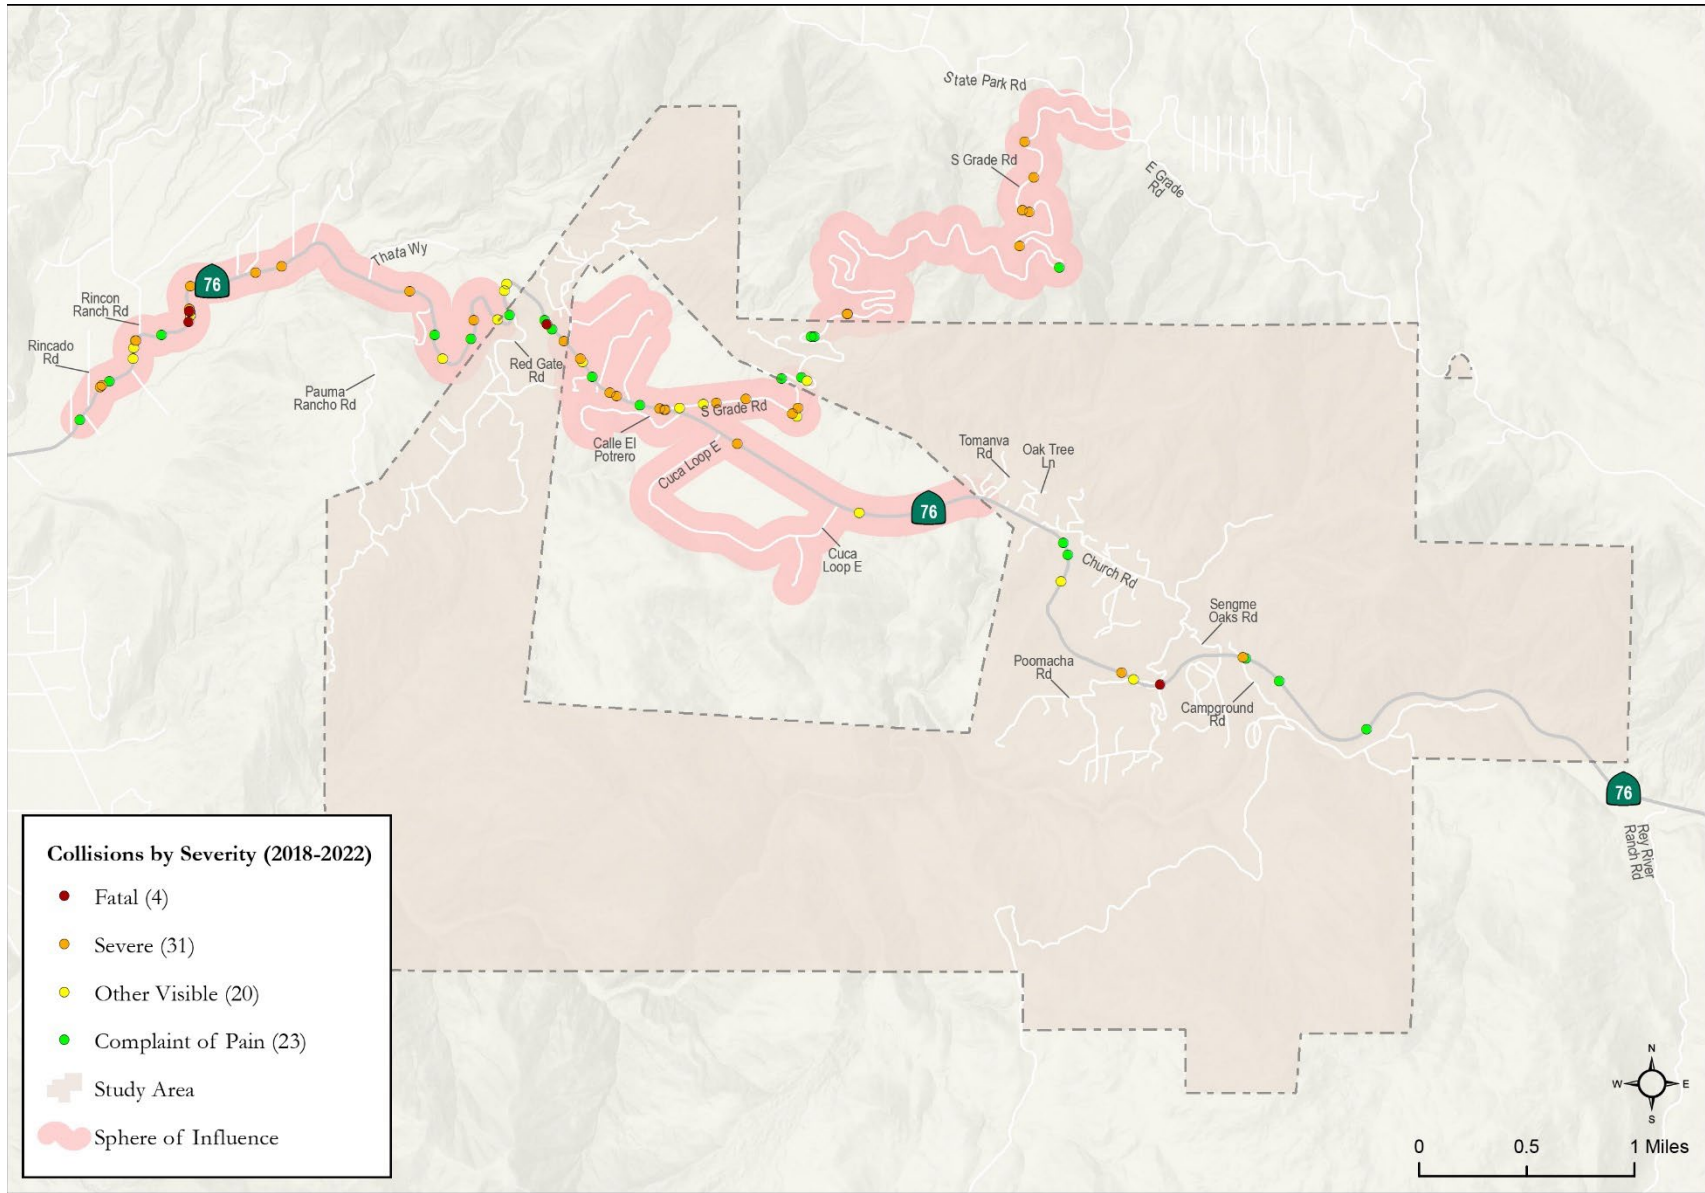 State Park Rd
S Grade Rd
E Grade
Rd
Thata Wy
76
Rincon
Ranch Rd
Rincado
Rd
Pauma
Rancho Rd
Red Gate
Rd
S Grade Rd
Calle El
Potrero
Cuca Loop E
Tomanva
Rd
Oak Tree
Ln
76
Cuca
Loop E
Church Rd
Sengme
Oaks Rd
Poomacha
Rd
Campground
Rd
76
Rey River
Ranch Rd
Collisions by Severity (2018-2022)
Fatal (4)
Severe (31)
Other Visible (20)
Complaint of Pain (23)
Study Area
Sphere of Influence
N
W E
S
0 0.5 1 Miles